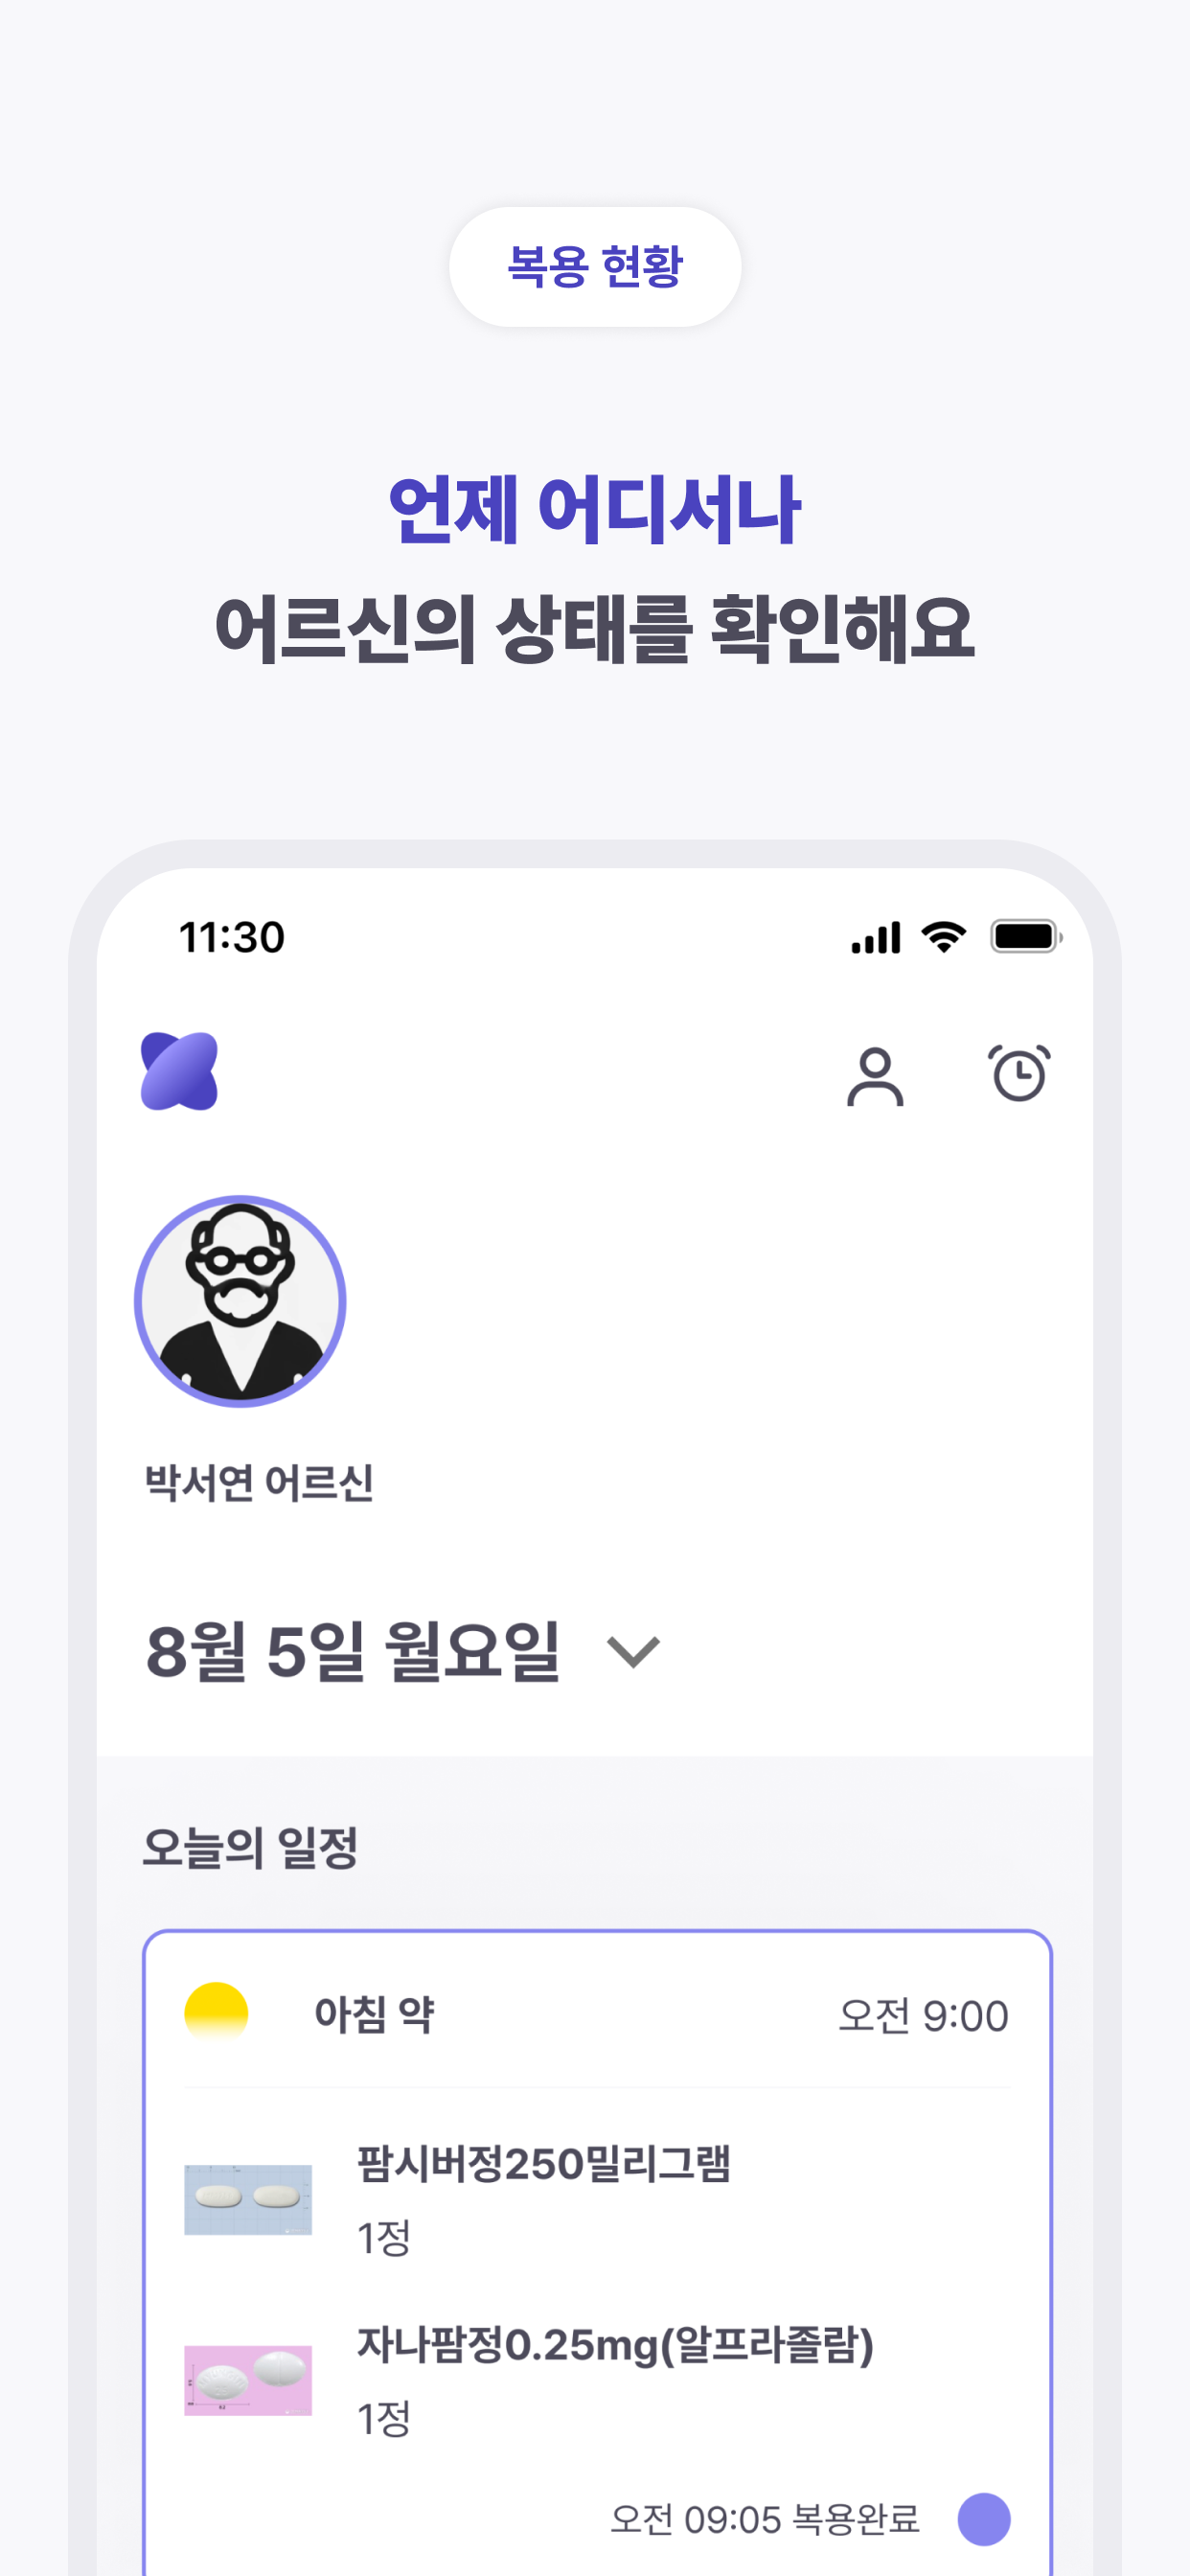 복용 현황
언제 어디서나
어르신의 상태를 확인해요
11:30
박서연 어르신
8월 5일 월요일
오늘의 일정
아침 약
오전 9:00
팜시버정250밀리그램
1정
자나팜정0.25mg(알프라졸람)
1정
오전 09:05 복용완료